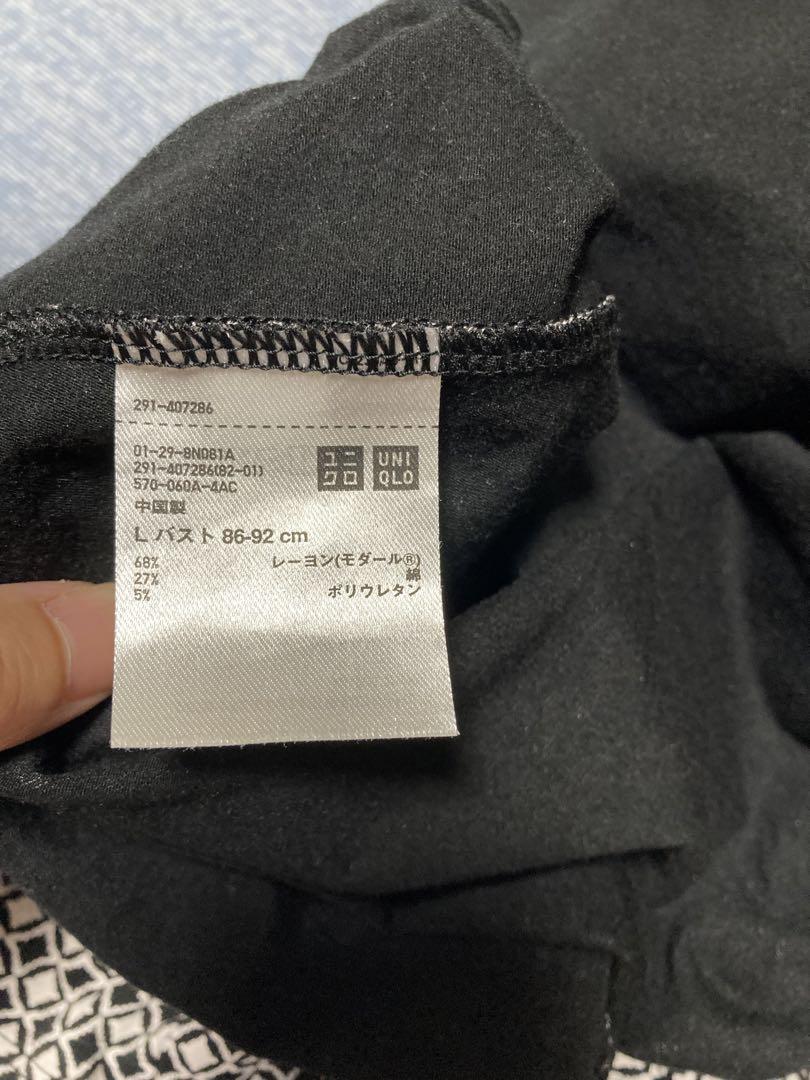 291-407286
01-29-8N081A
291-407286(82-01)
570-060A-4AC
ユニクロ
UNIQLO
中国製
L バスト 86-92 cm
68% レーヨン(モダール®)
27% 綿
5% ポリウレタン